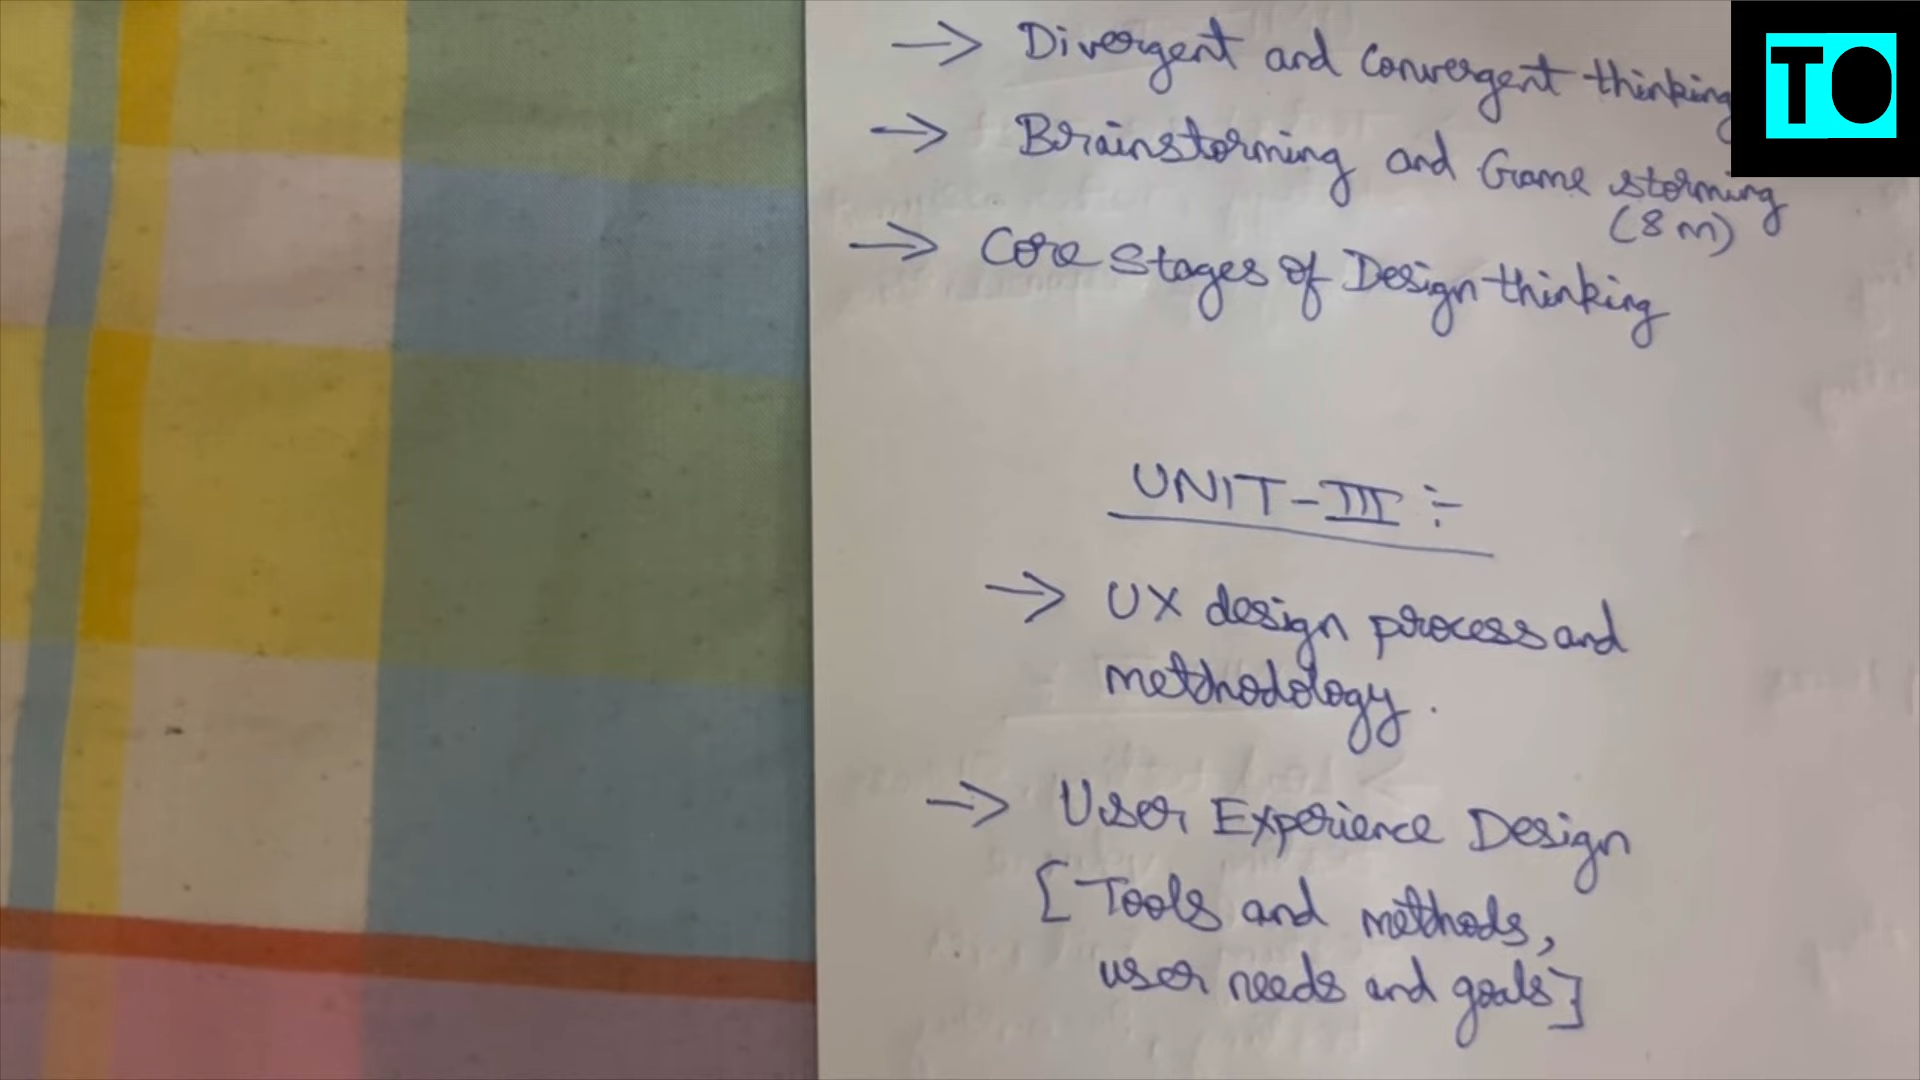 → Divergent and Convergent thinking
TO
→ Brainstorming and Game storming
(8 m)
→ Core Stages of Design thinking
UNIT-III :-
→ UX design process and
methodology.
→ User Experience Design
[Tools and methods,
user needs and goals]